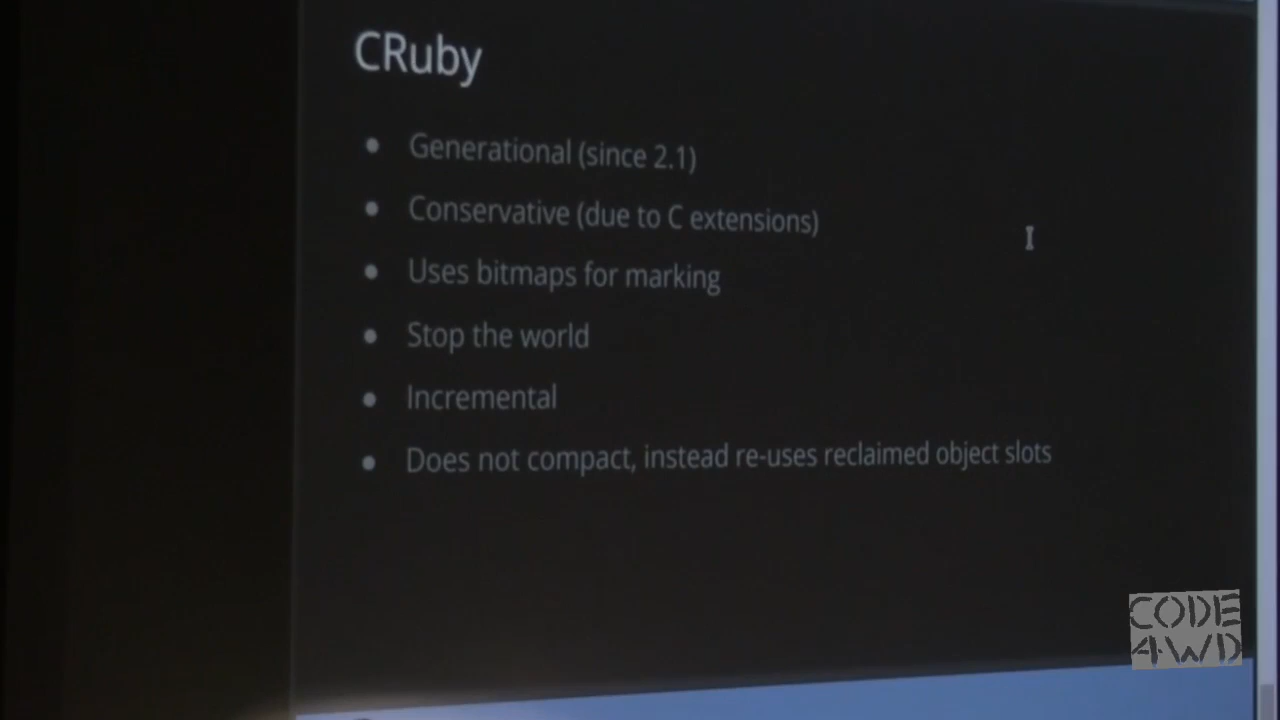 CRuby
Generational (since 2.1)
Conservative (due to C extensions)
Uses bitmaps for marking
Stop the world
Incremental
Does not compact, instead re-uses reclaimed object slots
CODE
4WD